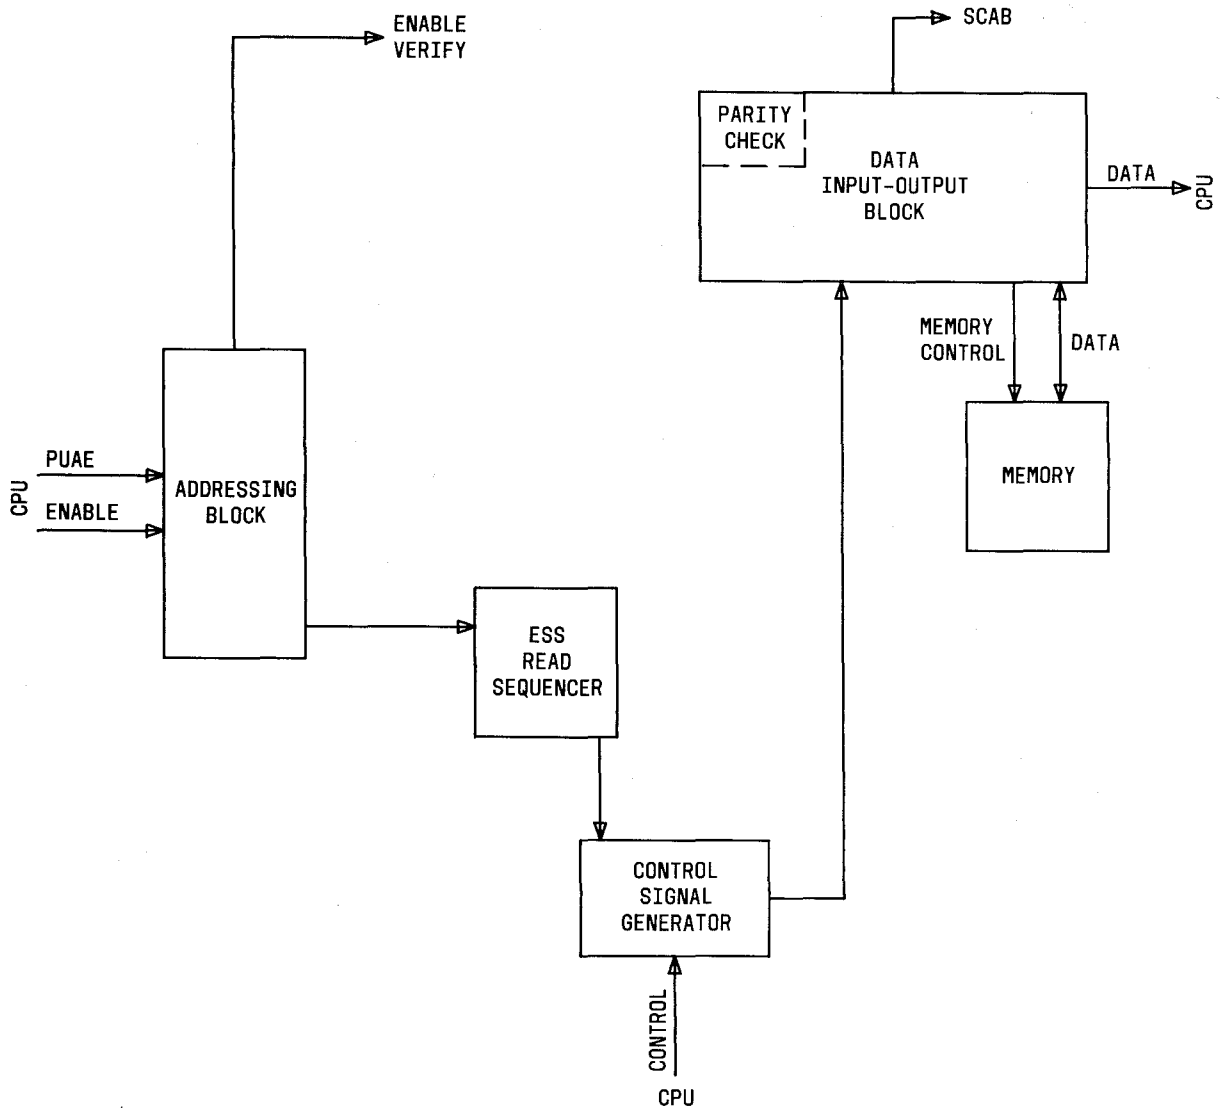 ENABLE
VERIFY
SCAB
PARITY
CHECK
DATA
INPUT-OUTPUT
BLOCK
DATA
CPU
MEMORY
CONTROL
DATA
MEMORY
CPU
PUAE
ENABLE
ADDRESSING
BLOCK
ESS
READ
SEQUENCER
CONTROL
SIGNAL
GENERATOR
CONTROL
CPU